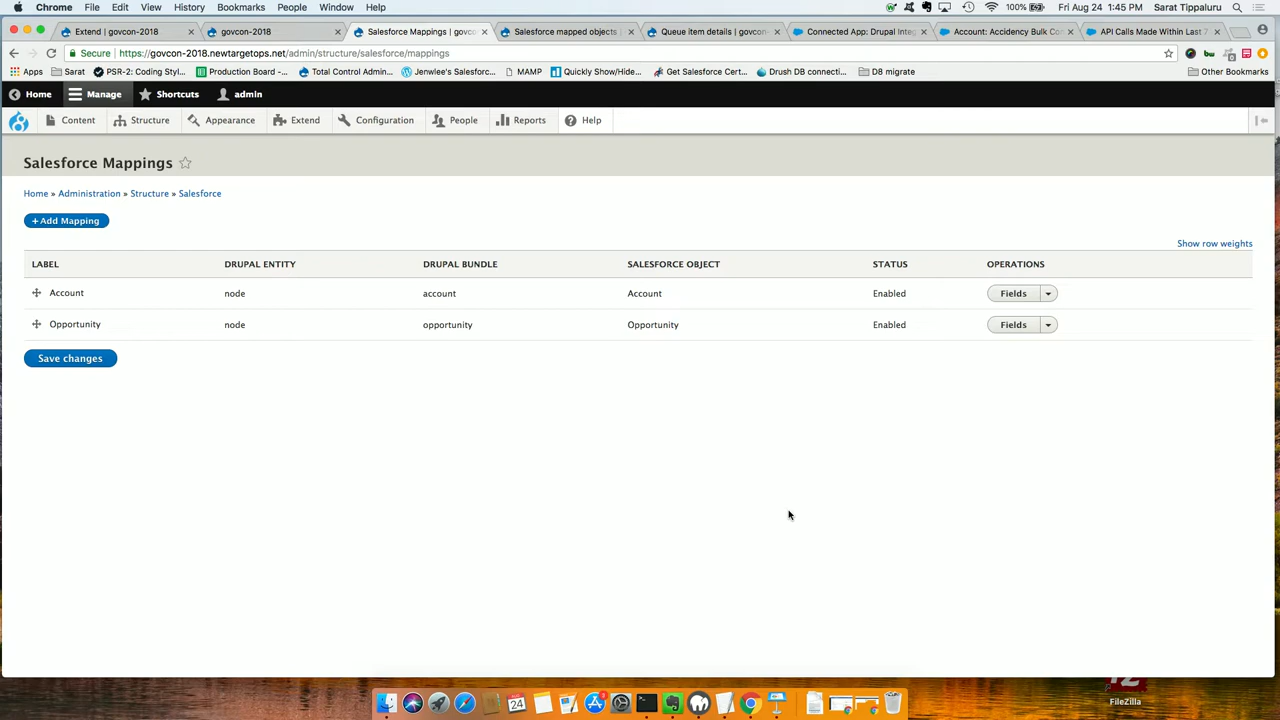 Chrome File Edit View History Bookmarks People Window Help 100% Fri Aug 24 1:45 PM Sarat Tippaluru
Extend | govcon-2018 govcon-2018 Salesforce Mappings | govc Salesforce mapped objects | Queue item details | govcon- Connected App: Drupal Integ Account: Accidency Bulk Con API Calls Made Within Last 7
Secure https://govcon-2018.newtargetops.net/admin/structure/salesforce/mappings
Apps Sarat PSR-2: Coding Styl... Production Board -... Total Control Admin... Jenwlee's Salesforc... MAMP Quickly Show/Hide... Get Salesforce Cert... Drush DB connecti... D8 migrate Other Bookmarks
Home Manage Shortcuts admin
Content Structure Appearance Extend Configuration People Reports Help
Salesforce Mappings
Home » Administration » Structure » Salesforce
+ Add Mapping
Show row weights
LABEL DRUPAL ENTITY DRUPAL BUNDLE SALESFORCE OBJECT STATUS OPERATIONS
Account node account Account Enabled Fields
Opportunity node opportunity Opportunity Enabled Fields
Save changes
AUG
24
FileZilla